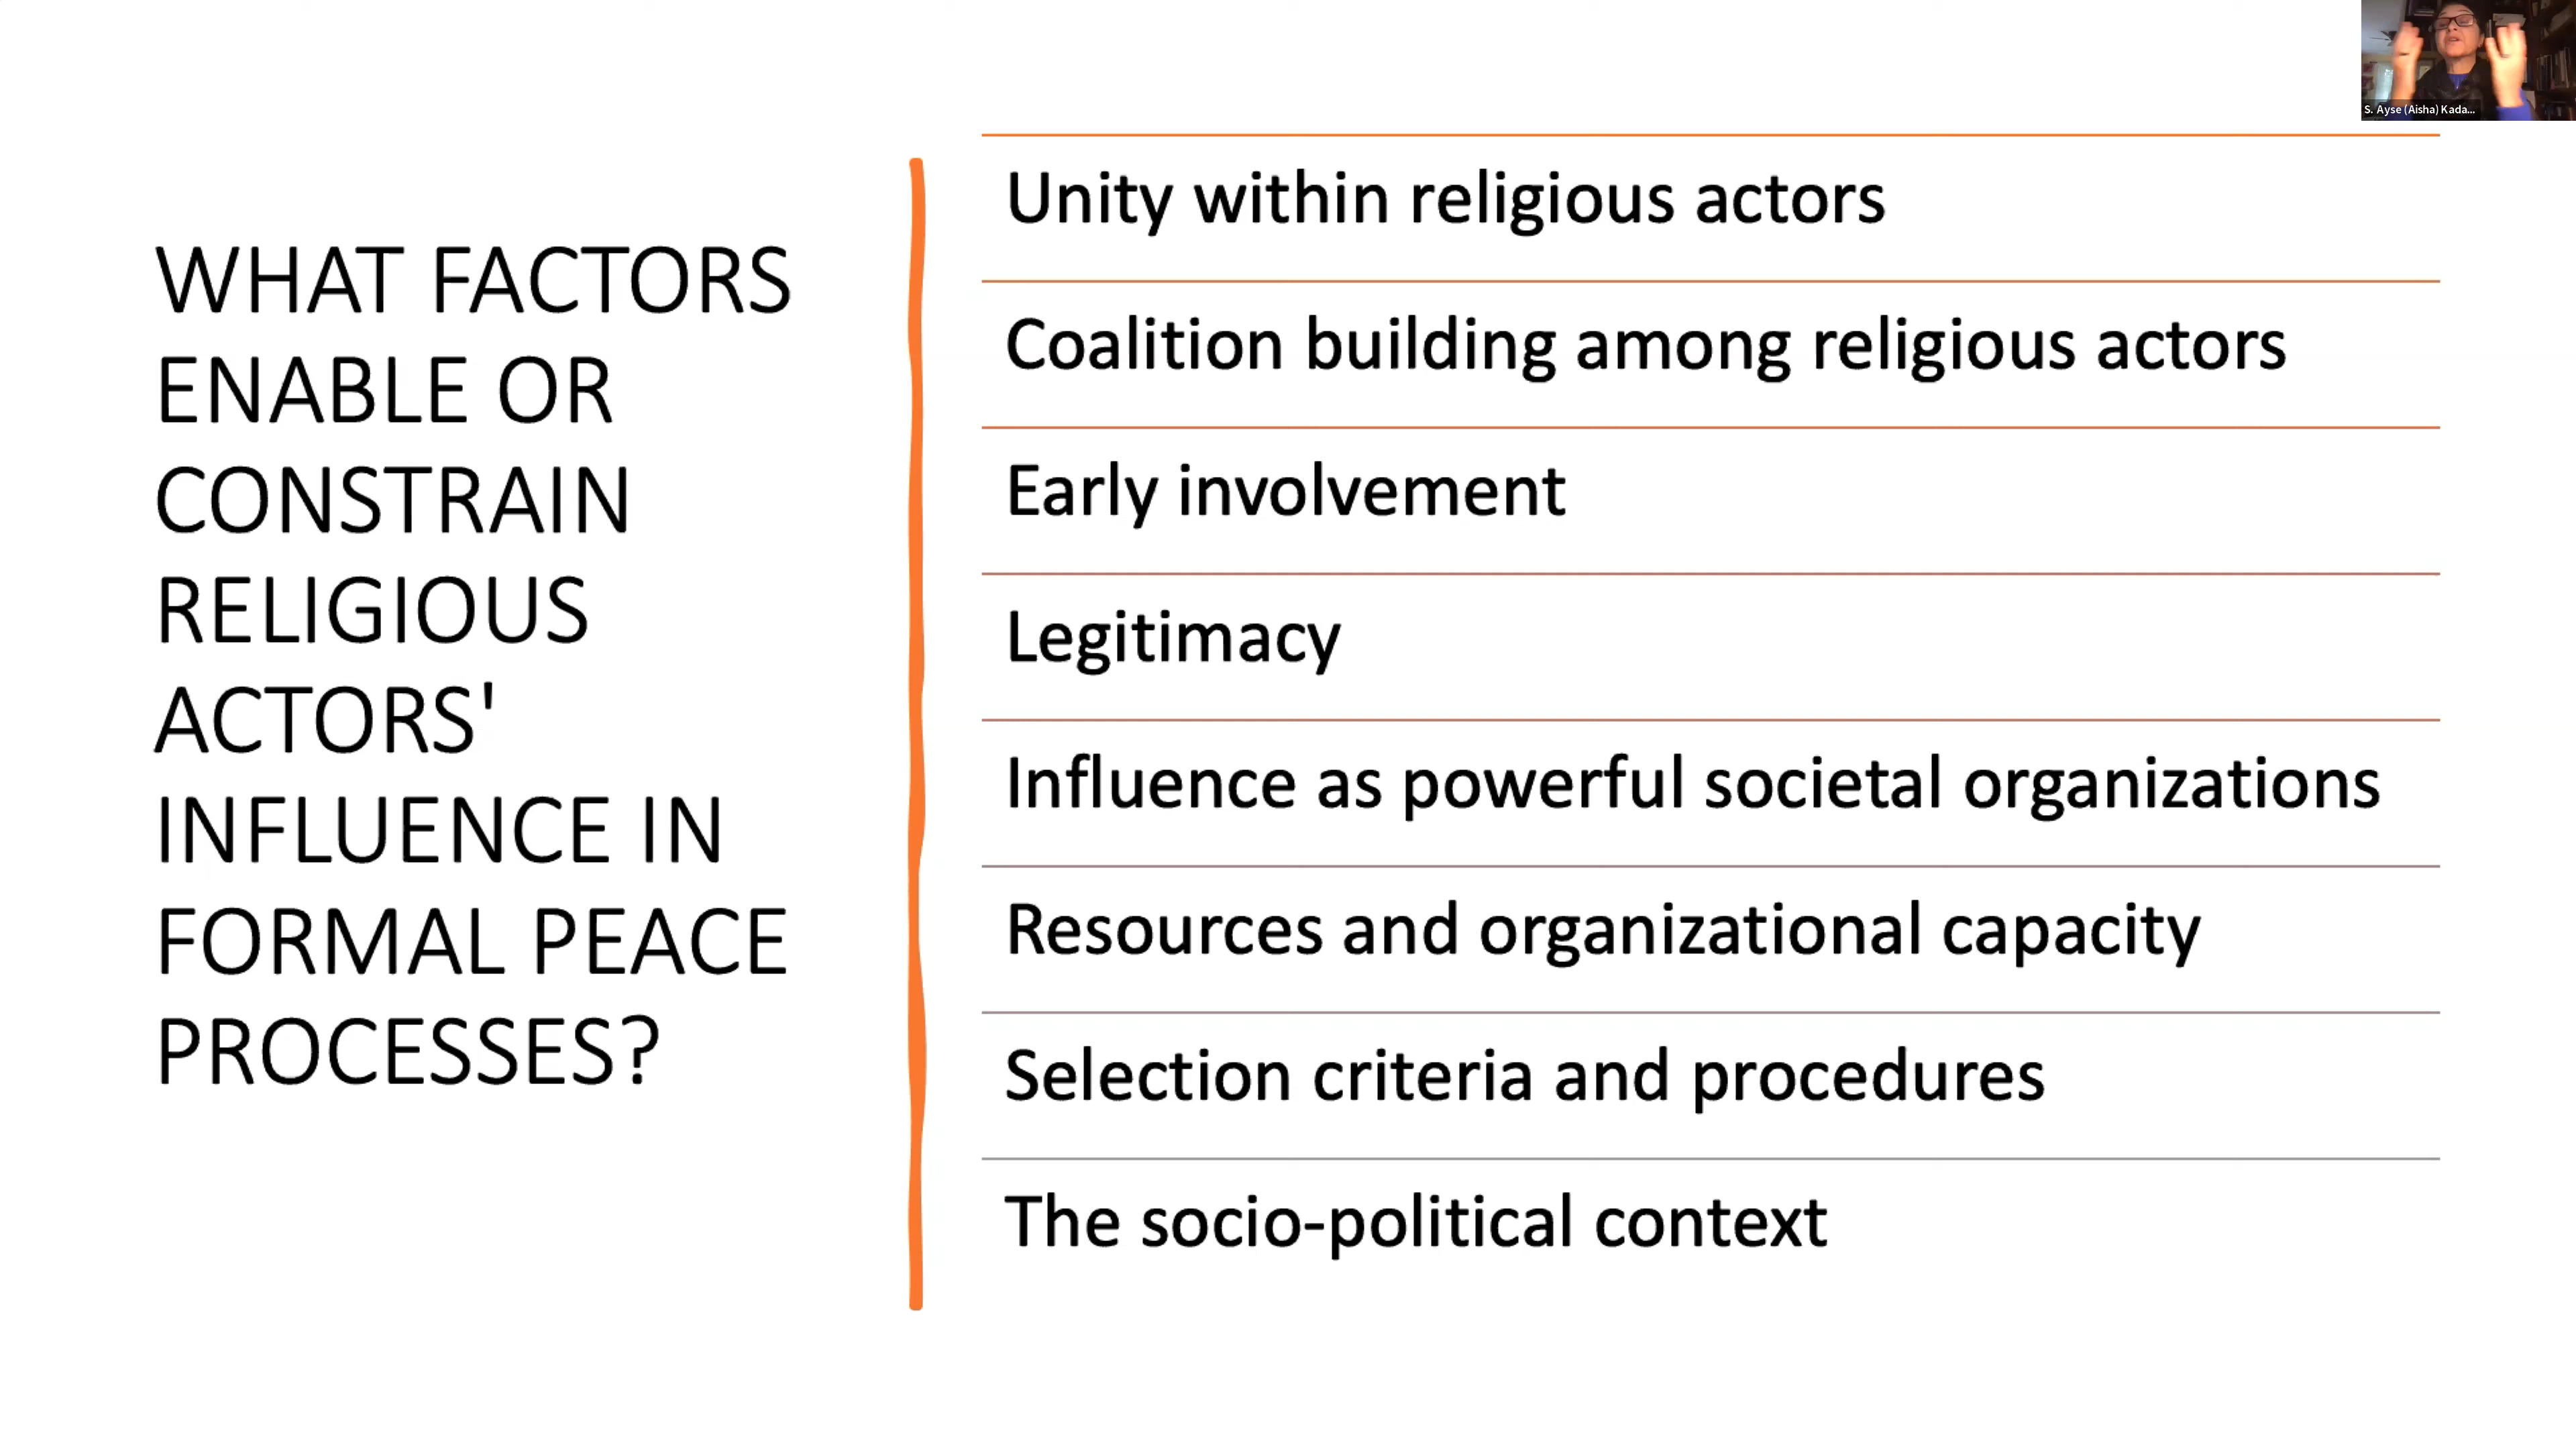 S. Ayse (Aisha) Kada...
WHAT FACTORS
ENABLE OR
CONSTRAIN
RELIGIOUS
ACTORS'
INFLUENCE IN
FORMAL PEACE
PROCESSES?
Unity within religious actors
Coalition building among religious actors
Early involvement
Legitimacy
Influence as powerful societal organizations
Resources and organizational capacity
Selection criteria and procedures
The socio-political context